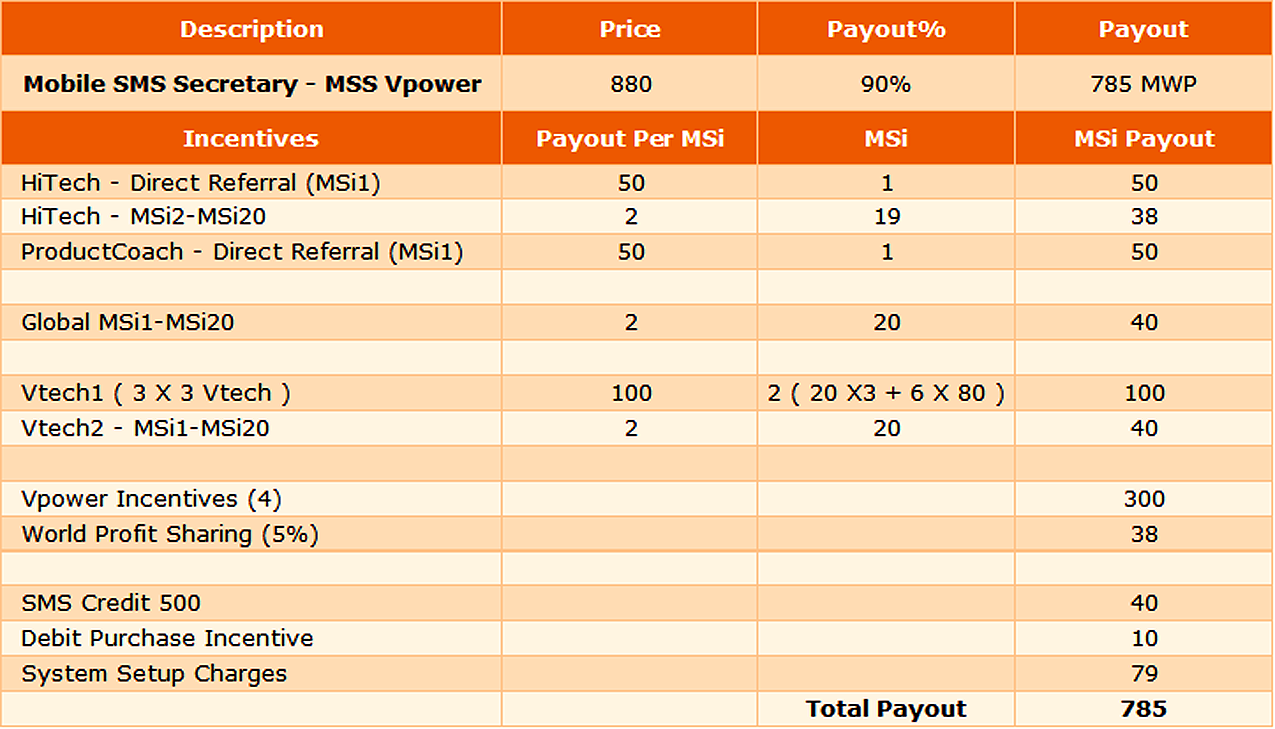 Description Price Payout% Payout
Mobile SMS Secretary - MSS Vpower 880 90% 785 MWP
Incentives Payout Per MSi MSi MSi Payout
HiTech - Direct Referral (MSi1) 50 1 50
HiTech - MSi2-MSi20 2 19 38
ProductCoach - Direct Referral (MSi1) 50 1 50
Global MSi1-MSi20 2 20 40
Vtech1 ( 3 X 3 Vtech ) 100 2 ( 20 X3 + 6 X 80 ) 100
Vtech2 - MSi1-MSi20 2 20 40
Vpower Incentives (4) 300
World Profit Sharing (5%) 38
SMS Credit 500 40
Debit Purchase Incentive 10
System Setup Charges 79
Total Payout 785